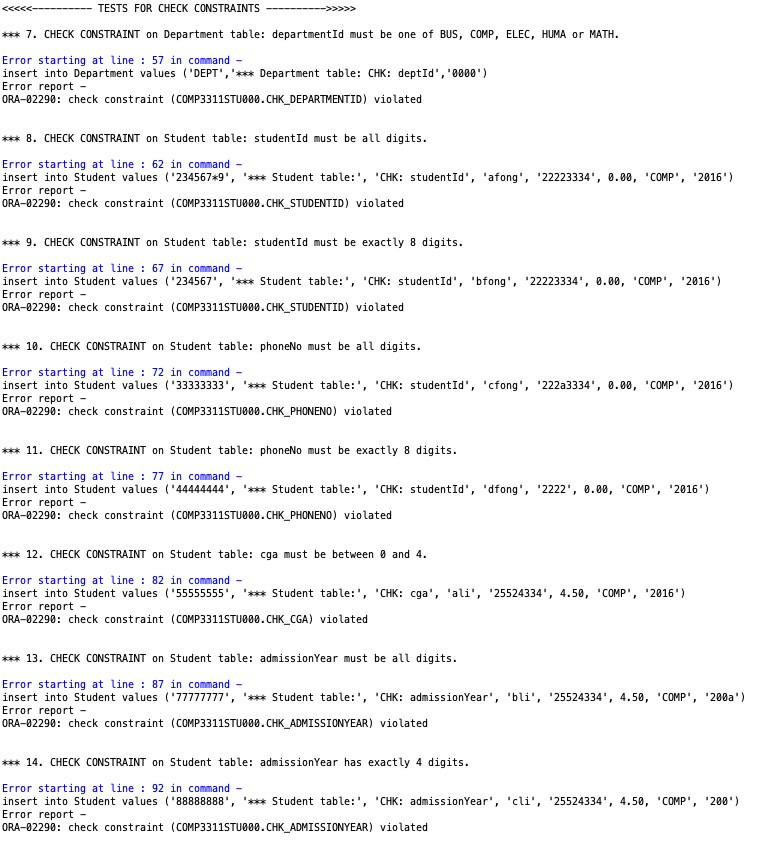 <<<<<---------- TESTS FOR CHECK CONSTRAINTS ---------->>>>>
*** 7. CHECK CONSTRAINT on Department table: departmentId must be one of BUS, COMP, ELEC, HUMA or MATH.
Error starting at line : 57 in command -
insert into Department values ('DEPT','*** Department table: CHK: deptId','0000')
Error report -
ORA-02290: check constraint (COMP3311STU000.CHK_DEPARTMENTID) violated
*** 8. CHECK CONSTRAINT on Student table: studentId must be all digits.
Error starting at line : 62 in command -
insert into Student values ('234567*9', '*** Student table:', 'CHK: studentId', 'afong', '22223334', 0.00, 'COMP', '2016')
Error report -
ORA-02290: check constraint (COMP3311STU000.CHK_STUDENTID) violated
*** 9. CHECK CONSTRAINT on Student table: studentId must be exactly 8 digits.
Error starting at line : 67 in command -
insert into Student values ('234567', '*** Student table:', 'CHK: studentId', 'bfong', '22223334', 0.00, 'COMP', '2016')
Error report -
ORA-02290: check constraint (COMP3311STU000.CHK_STUDENTID) violated
*** 10. CHECK CONSTRAINT on Student table: phoneNo must be all digits.
Error starting at line : 72 in command -
insert into Student values ('33333333', '*** Student table:', 'CHK: studentId', 'cfong', '222a3334', 0.00, 'COMP', '2016')
Error report -
ORA-02290: check constraint (COMP3311STU000.CHK_PHONENO) violated
*** 11. CHECK CONSTRAINT on Student table: phoneNo must be exactly 8 digits.
Error starting at line : 77 in command -
insert into Student values ('44444444', '*** Student table:', 'CHK: studentId', 'dfong', '2222', 0.00, 'COMP', '2016')
Error report -
ORA-02290: check constraint (COMP3311STU000.CHK_PHONENO) violated
*** 12. CHECK CONSTRAINT on Student table: cga must be between 0 and 4.
Error starting at line : 82 in command -
insert into Student values ('55555555', '*** Student table:', 'CHK: cga', 'ali', '25524334', 4.50, 'COMP', '2016')
Error report -
ORA-02290: check constraint (COMP3311STU000.CHK_CGA) violated
*** 13. CHECK CONSTRAINT on Student table: admissionYear must be all digits.
Error starting at line : 87 in command -
insert into Student values ('77777777', '*** Student table:', 'CHK: admissionYear', 'bli', '25524334', 4.50, 'COMP', '200a')
Error report -
ORA-02290: check constraint (COMP3311STU000.CHK_ADMISSIONYEAR) violated
*** 14. CHECK CONSTRAINT on Student table: admissionYear has exactly 4 digits.
Error starting at line : 92 in command -
insert into Student values ('88888888', '*** Student table:', 'CHK: admissionYear', 'cli', '25524334', 4.50, 'COMP', '200')
Error report -
ORA-02290: check constraint (COMP3311STU000.CHK_ADMISSIONYEAR) violated